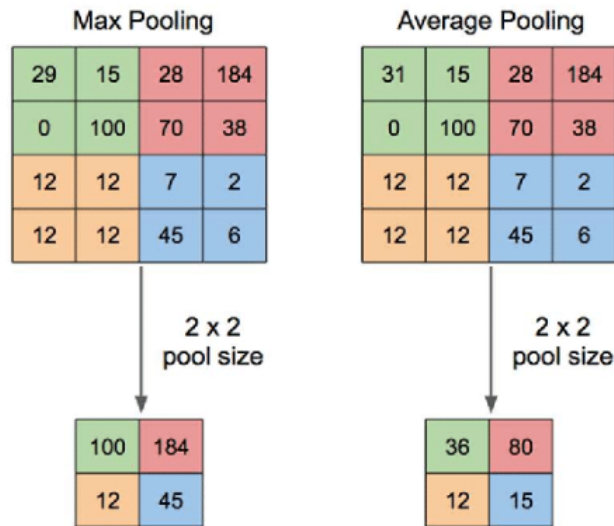 Max Pooling
29 15 28 184
0 100 70 38
12 12 7 2
12 12 45 6
2 x 2
pool size
100 184
12 45
Average Pooling
31 15 28 184
0 100 70 38
12 12 7 2
12 12 45 6
2 x 2
pool size
36 80
12 15